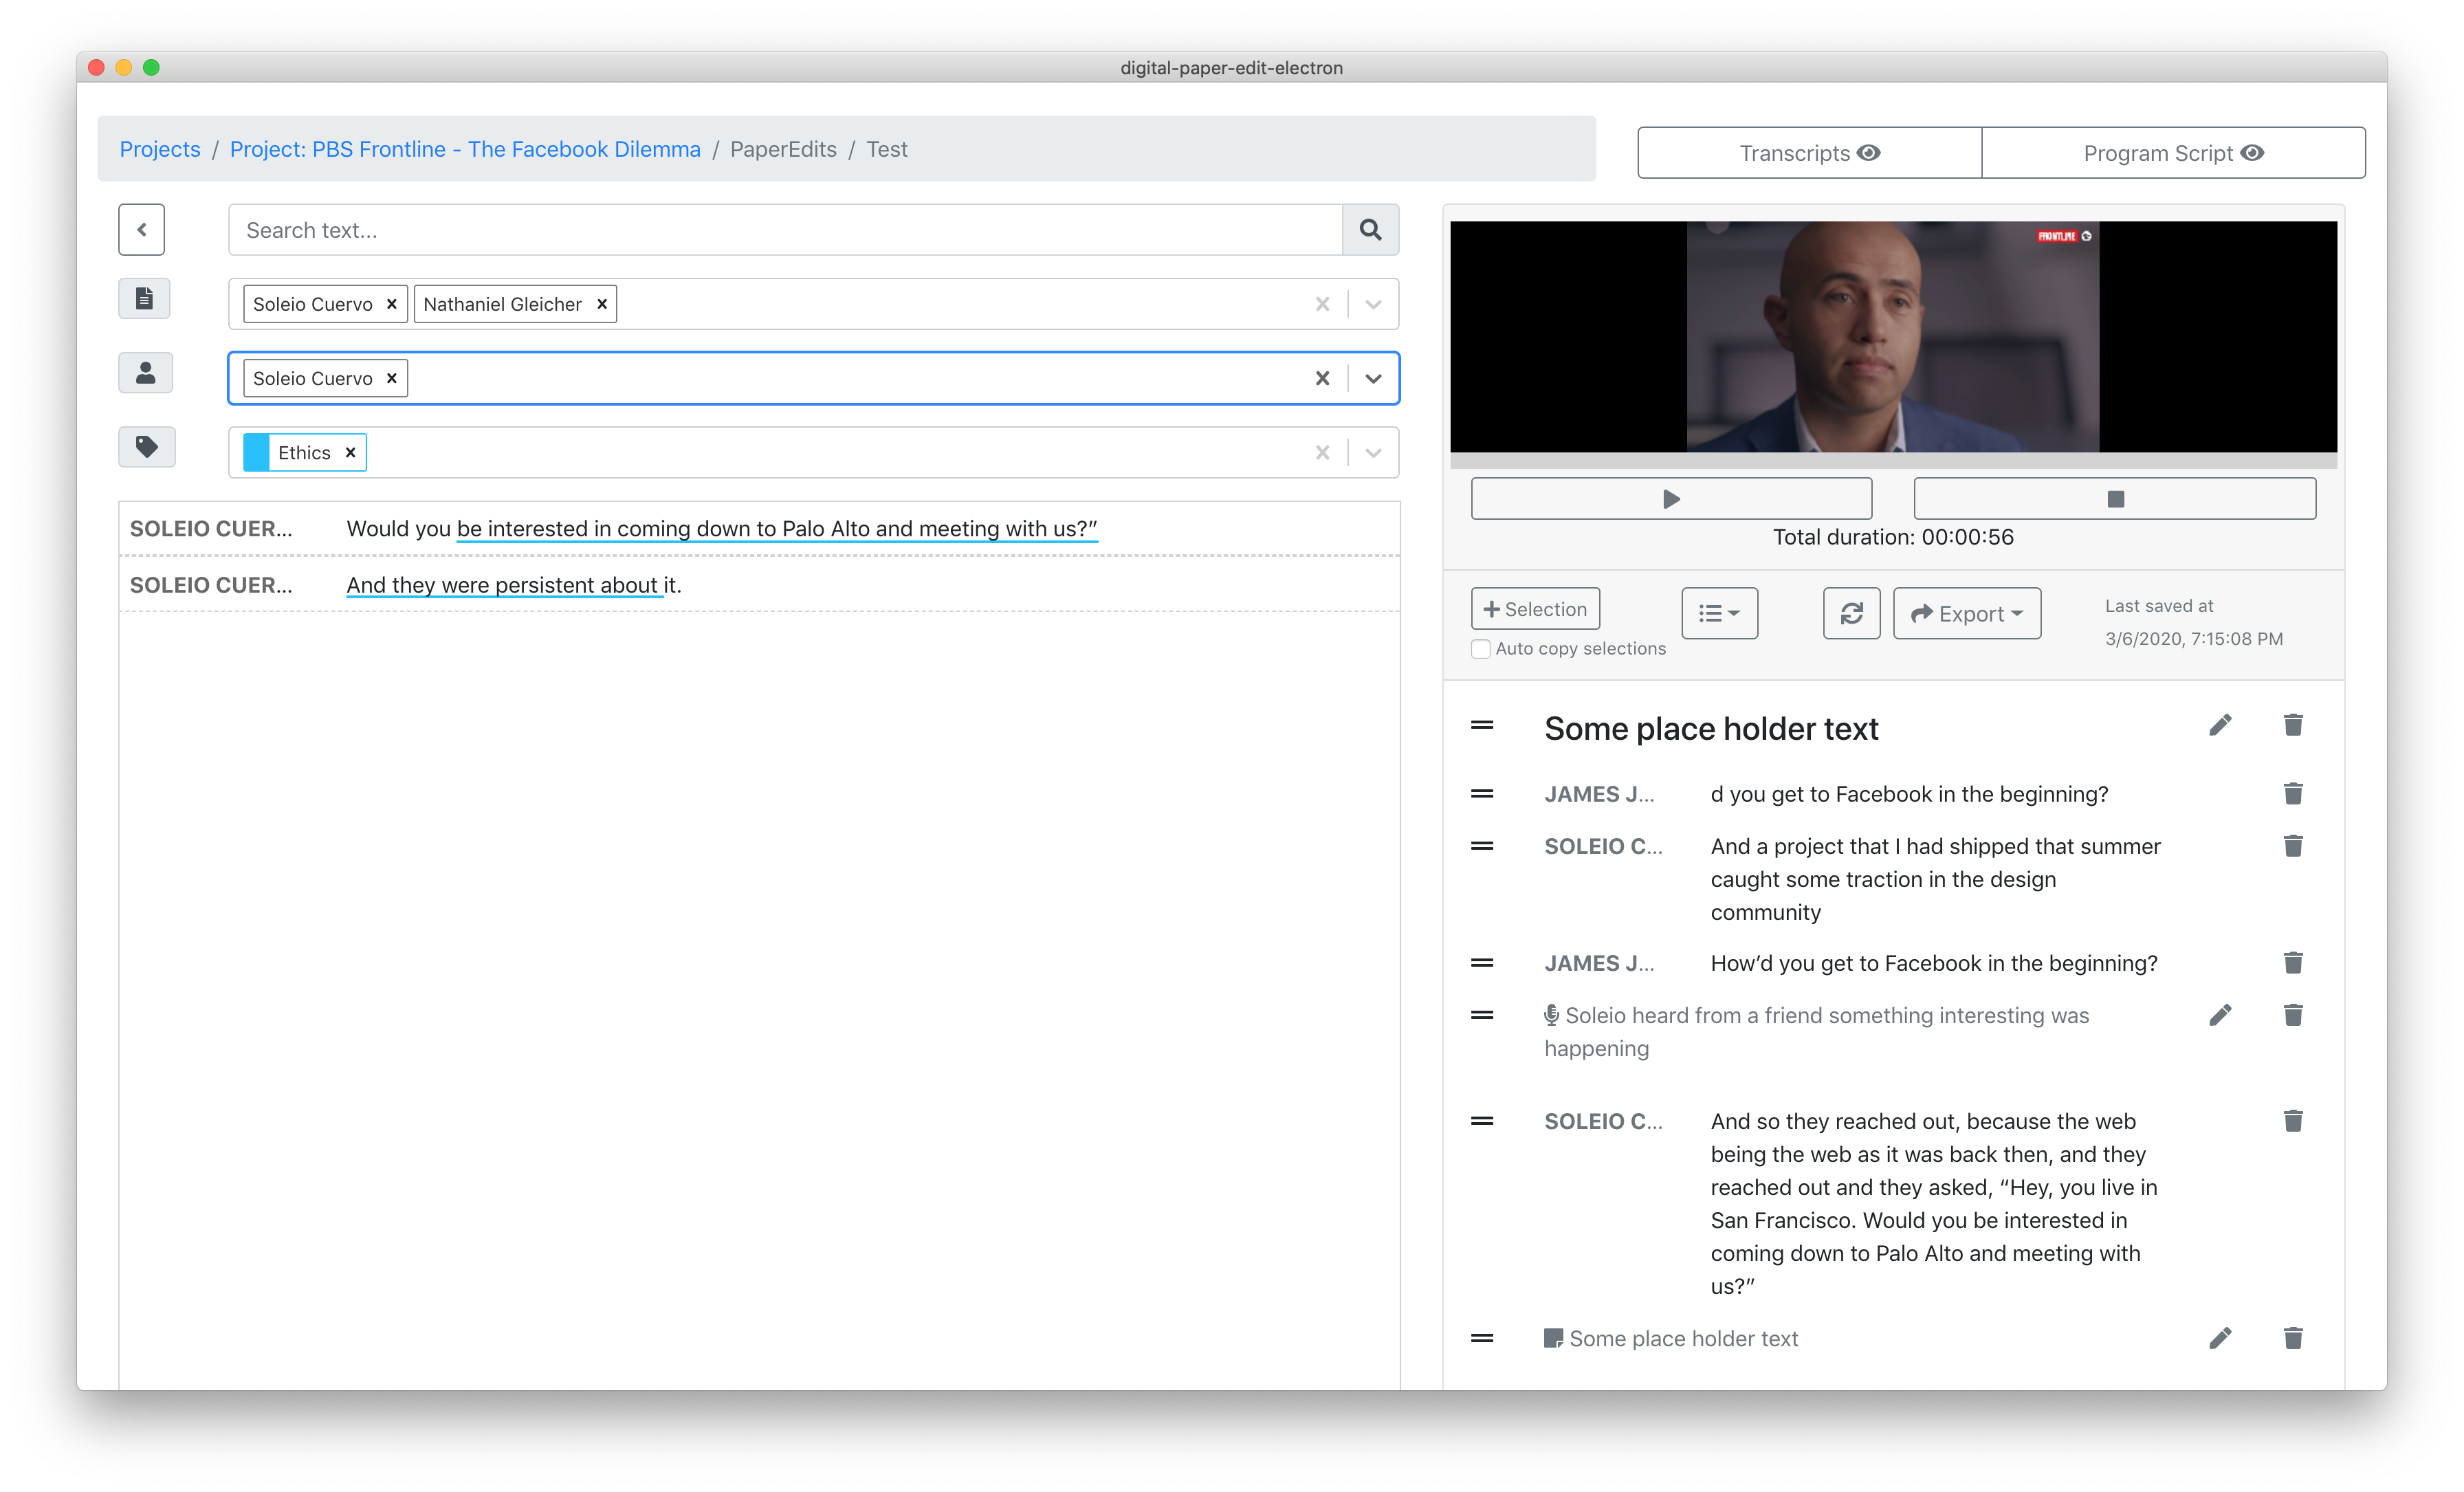 digital-paper-edit-electron
Projects / Project: PBS Frontline - The Facebook Dilemma / PaperEdits / Test
Transcripts
Program Script
Search text...
Soleio Cuervo × Nathaniel Gleicher ×
Soleio Cuervo ×
Ethics ×
SOLEIO CUER... Would you be interested in coming down to Palo Alto and meeting with us?”
SOLEIO CUER... And they were persistent about it.
FRONTLINE
Total duration: 00:00:56
+ Selection
Auto copy selections
Export
Last saved at
3/6/2020, 7:15:08 PM
Some place holder text
JAMES J... d you get to Facebook in the beginning?
SOLEIO C... And a project that I had shipped that summer
caught some traction in the design
community
JAMES J... How’d you get to Facebook in the beginning?
Soleio heard from a friend something interesting was
happening
SOLEIO C... And so they reached out, because the web
being the web as it was back then, and they
reached out and they asked, “Hey, you live in
San Francisco. Would you be interested in
coming down to Palo Alto and meeting with
us?”
Some place holder text